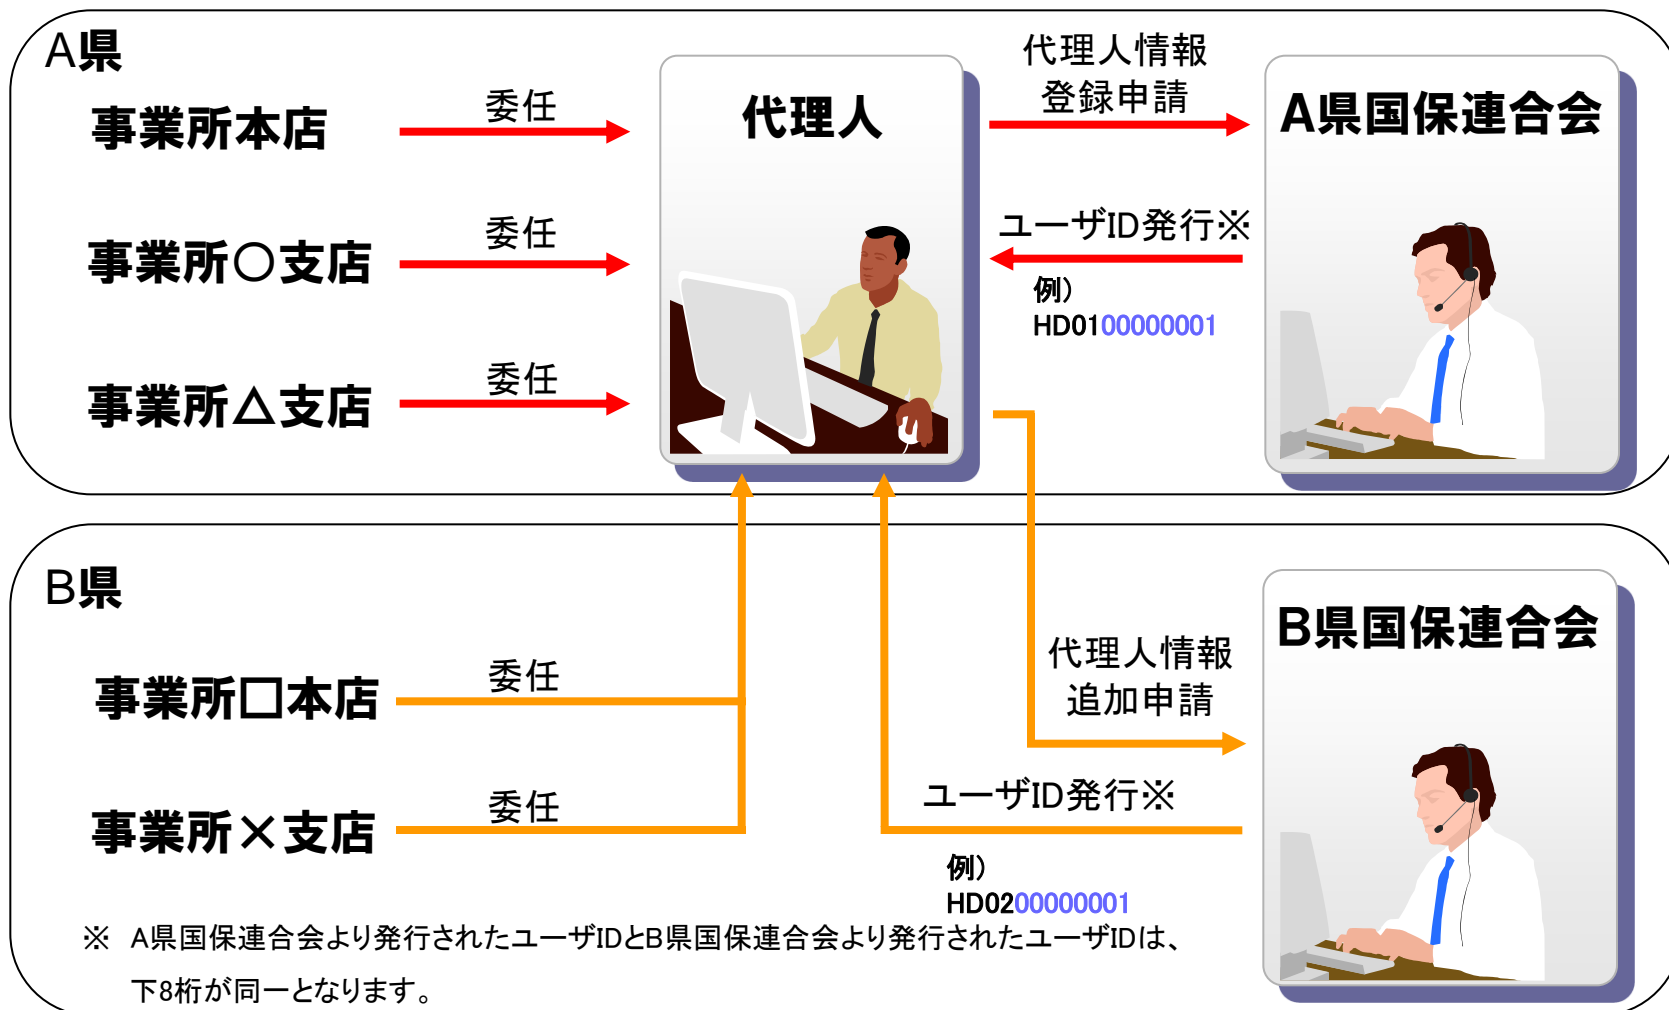 A県
事業所本店
委任
事業所○支店
委任
事業所△支店
委任
代理人
代理人情報
登録申請
ユーザID発行※
例)
HD0100000001
A県国保連合会
B県
事業所□本店
委任
事業所×支店
委任
代理人情報
追加申請
ユーザID発行※
例)
HD0200000001
B県国保連合会
※ A県国保連合会より発行されたユーザIDとB県国保連合会より発行されたユーザIDは、
下8桁が同一となります。